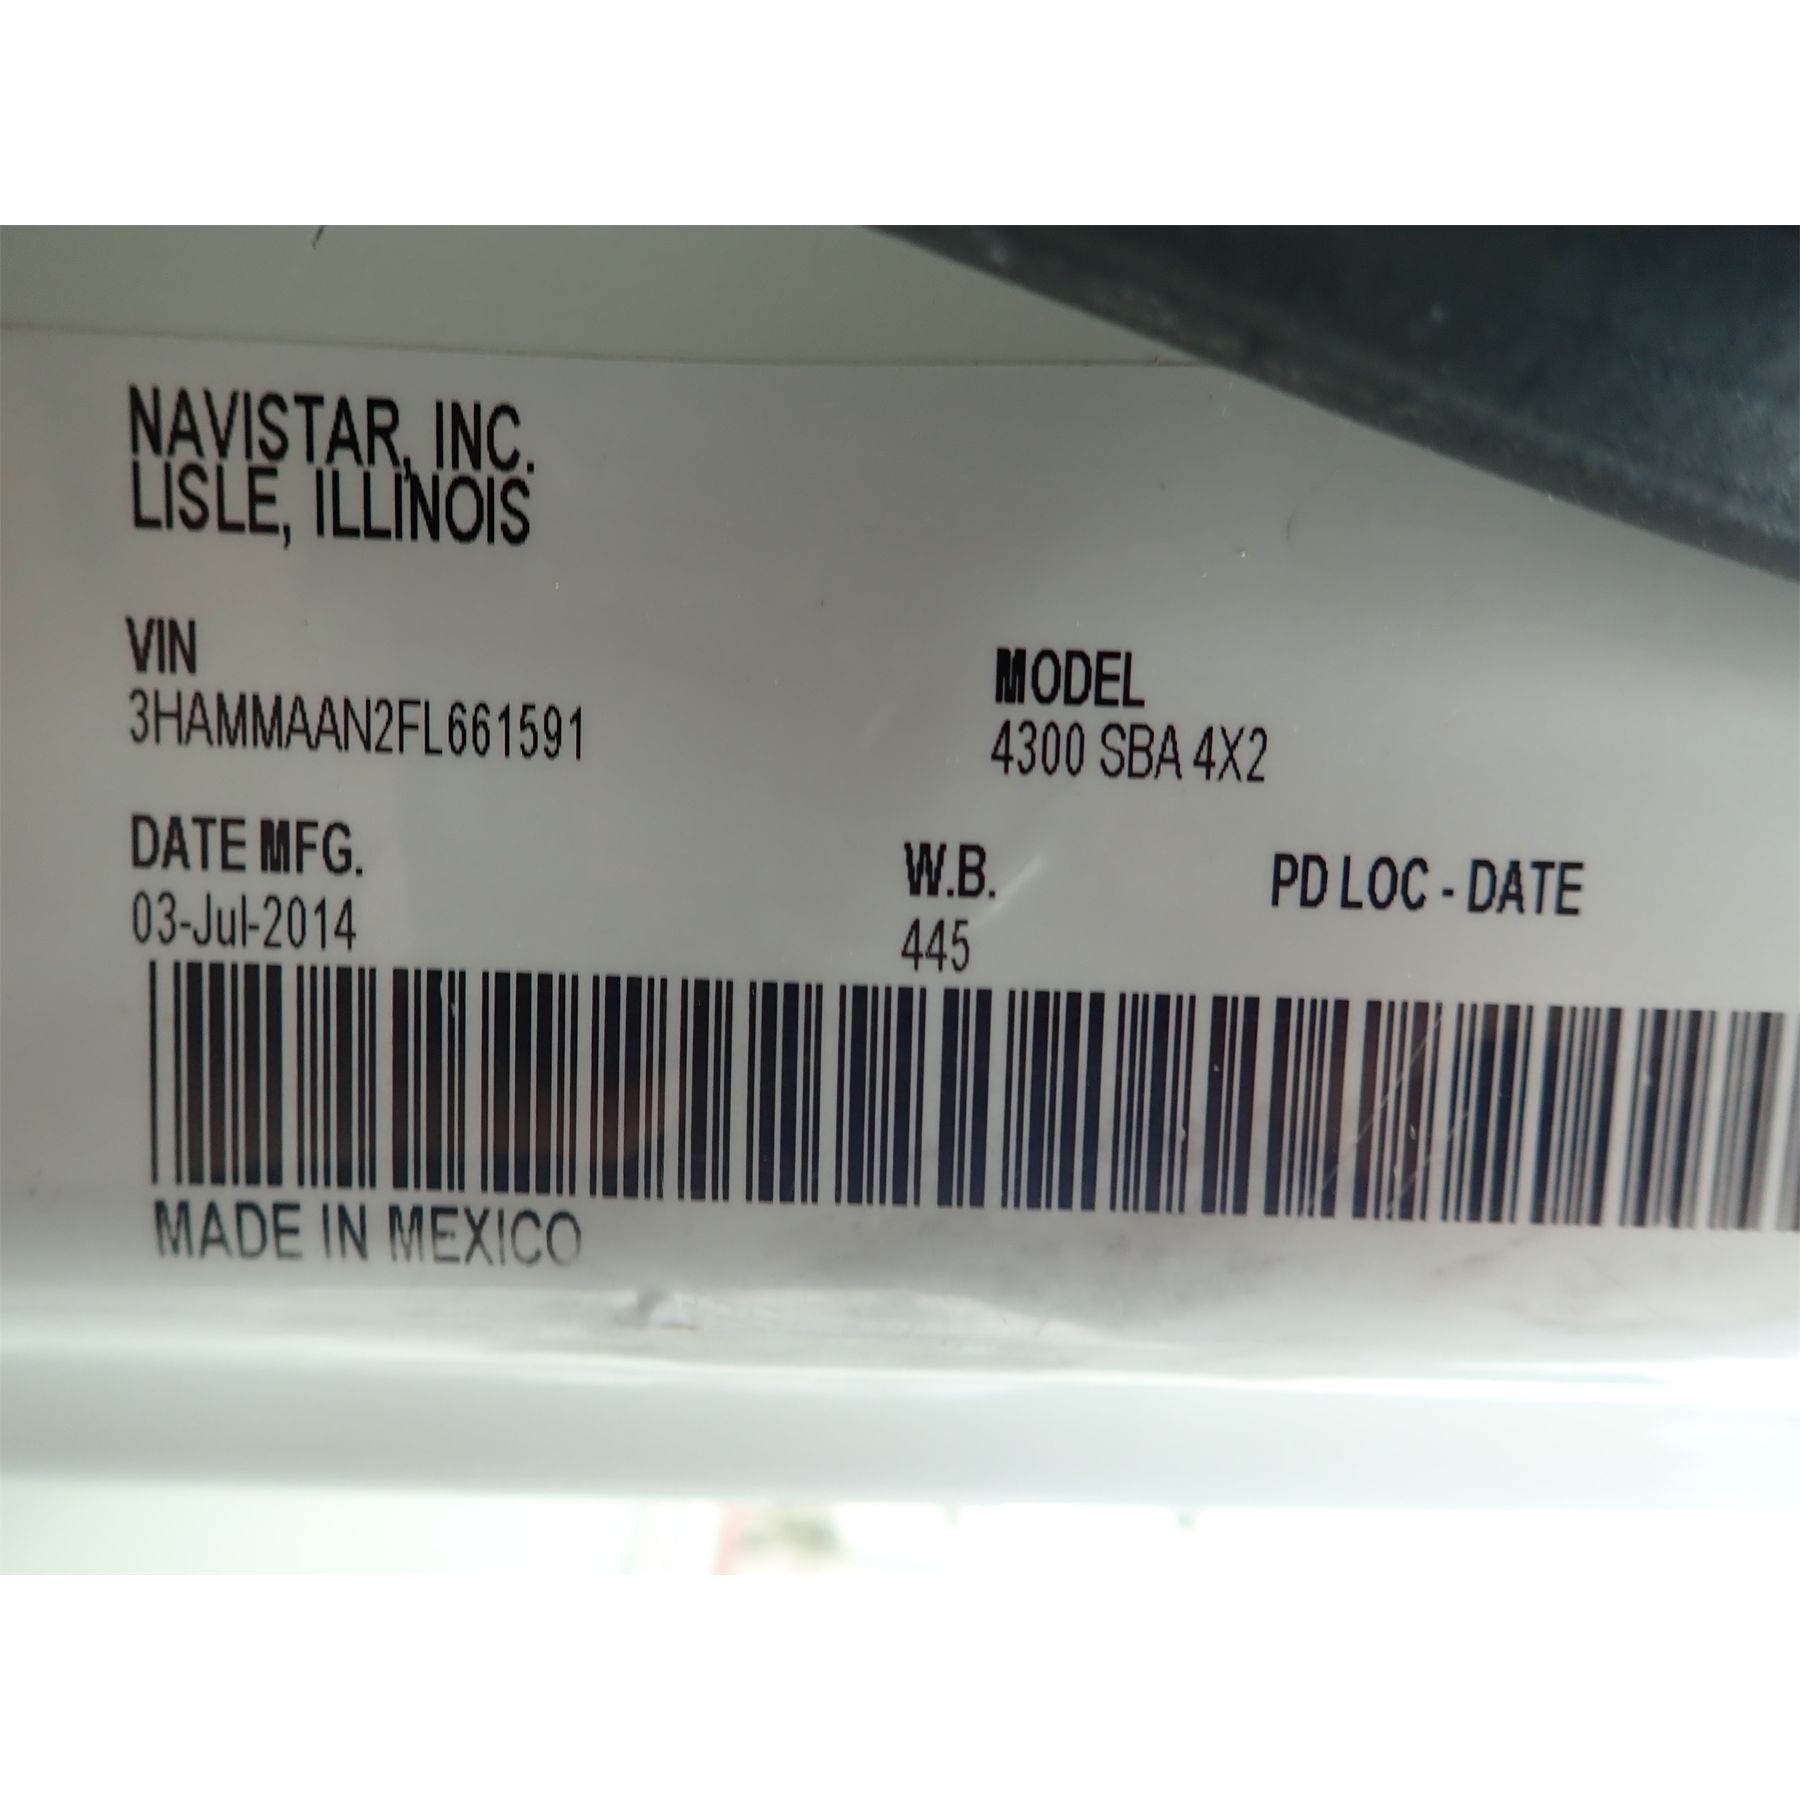 NAVISTAR, INC.
LISLE, ILLINOIS
VIN
3HAMMAAN2FL661591
MODEL
4300 SBA 4X2
DATE MFG.
03-Jul-2014
W.B.
445
PD LOC - DATE
MADE IN MEXICO